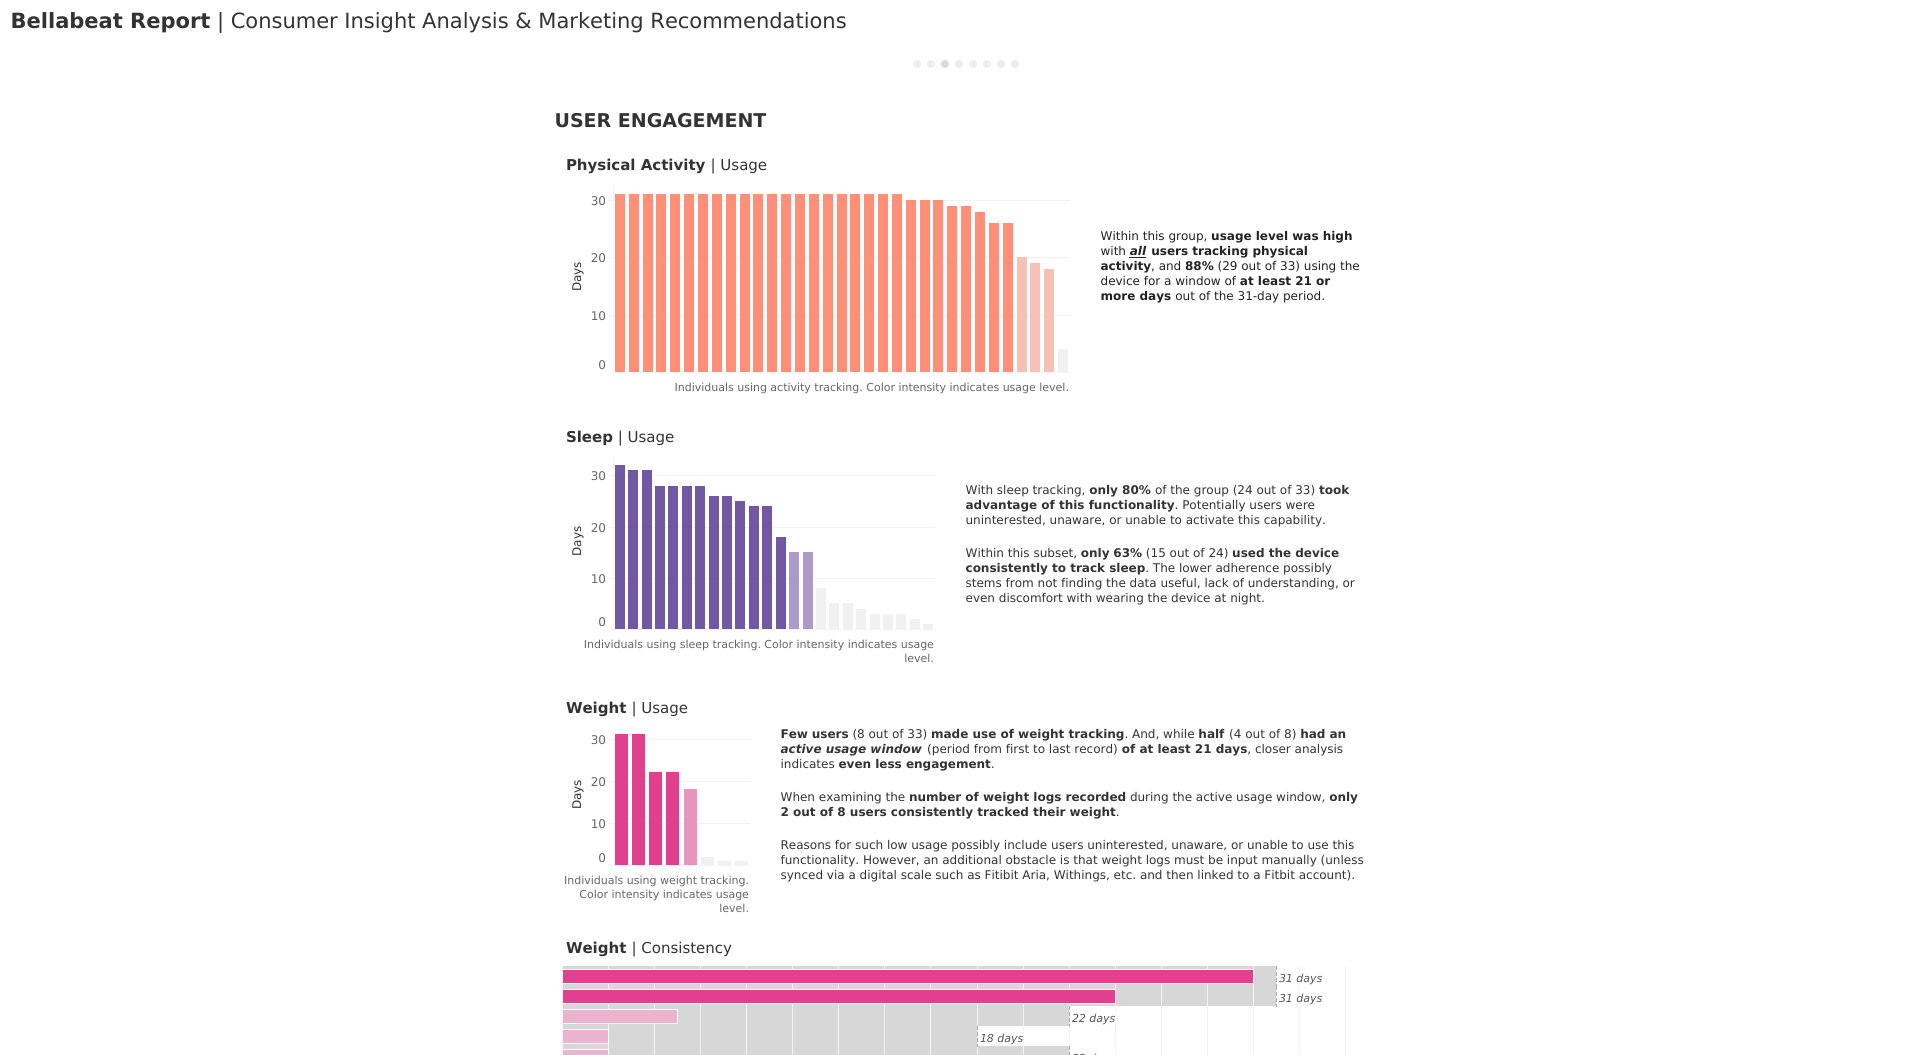 Bellabeat Report | Consumer Insight Analysis & Marketing Recommendations
USER ENGAGEMENT
Physical Activity | Usage
30
20
10
0
Days
Individuals using activity tracking. Color intensity indicates usage level.
Within this group, usage level was high
with all users tracking physical
activity, and 88% (29 out of 33) using the
device for a window of at least 21 or
more days out of the 31-day period.
Sleep | Usage
30
20
10
0
Days
Individuals using sleep tracking. Color intensity indicates usage
level.
With sleep tracking, only 80% of the group (24 out of 33) took
advantage of this functionality. Potentially users were
uninterested, unaware, or unable to activate this capability.
Within this subset, only 63% (15 out of 24) used the device
consistently to track sleep. The lower adherence possibly
stems from not finding the data useful, lack of understanding, or
even discomfort with wearing the device at night.
Weight | Usage
30
20
10
0
Days
Individuals using weight tracking.
Color intensity indicates usage
level.
Few users (8 out of 33) made use of weight tracking. And, while half (4 out of 8) had an
active usage window (period from first to last record) of at least 21 days, closer analysis
indicates even less engagement.
When examining the number of weight logs recorded during the active usage window, only
2 out of 8 users consistently tracked their weight.
Reasons for such low usage possibly include users uninterested, unaware, or unable to use this
functionality. However, an additional obstacle is that weight logs must be input manually (unless
synced via a digital scale such as Fitibit Aria, Withings, etc. and then linked to a Fitbit account).
Weight | Consistency
31 days
31 days
22 days
18 days